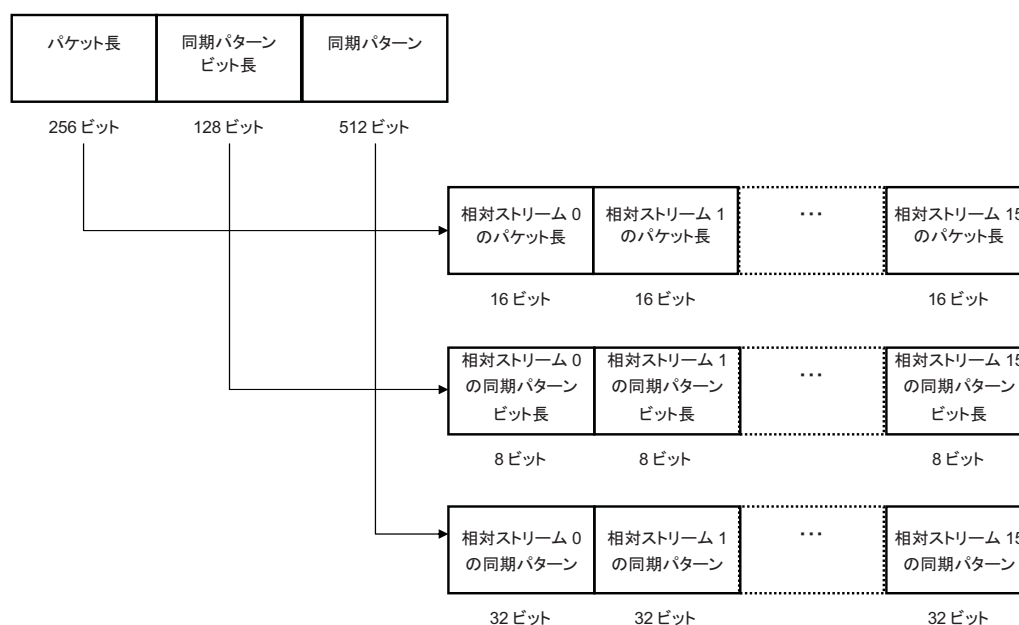 パケット長
同期パターン
ビット長
同期パターン
256 ビット
128 ビット
512 ビット
相対ストリーム 0
のパケット長
相対ストリーム 1
のパケット長
...
相対ストリーム 15
のパケット長
16 ビット
16 ビット
16 ビット
相対ストリーム 0
の同期パターン
ビット長
相対ストリーム 1
の同期パターン
ビット長
...
相対ストリーム 15
の同期パターン
ビット長
8 ビット
8 ビット
8 ビット
相対ストリーム 0
の同期パターン
相対ストリーム 1
の同期パターン
...
相対ストリーム 15
の同期パターン
32 ビット
32 ビット
32 ビット